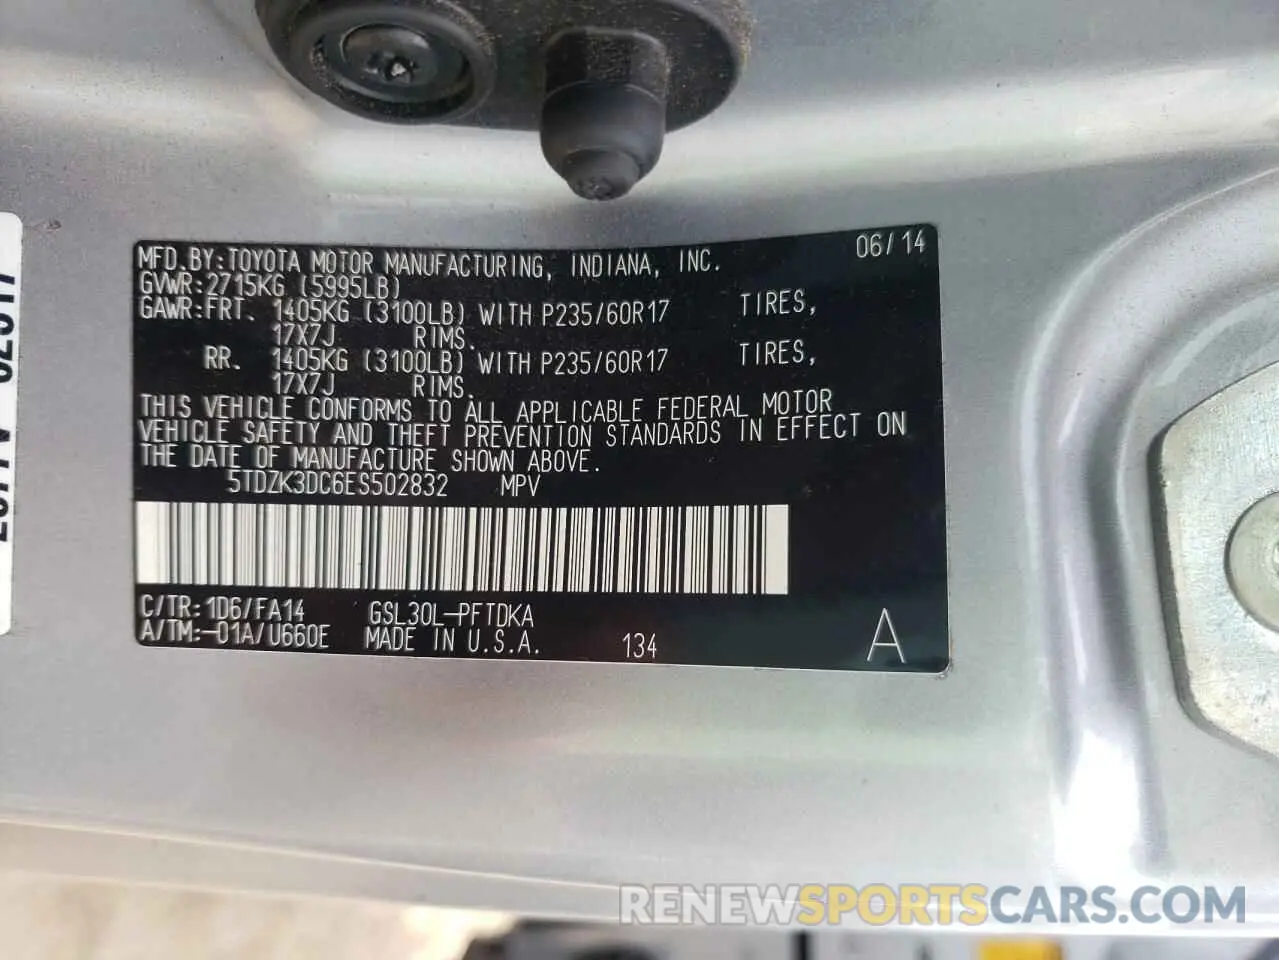 MFD.BY:TOYOTA MOTOR MANUFACTURING, INDIANA, INC. 06/14
GVWR:2715KG (5995LB)
GAWR:FRT. 1405KG (3100LB) WITH P235/60R17 TIRES,
17X7J RIMS.
RR. 1405KG (3100LB) WITH P235/60R17 TIRES,
17X7J RIMS.
THIS VEHICLE CONFORMS TO ALL APPLICABLE FEDERAL MOTOR
VEHICLE SAFETY AND THEFT PREVENTION STANDARDS IN EFFECT ON
THE DATE OF MANUFACTURE SHOWN ABOVE.
5TDZK3DC6ES502832 MPV
C/TR:1D6/FA14 GSL30L-PFTDKA
A/TM:-01A/U660E MADE IN U.S.A. 134 A
RENEWSPORTSCARS.COM